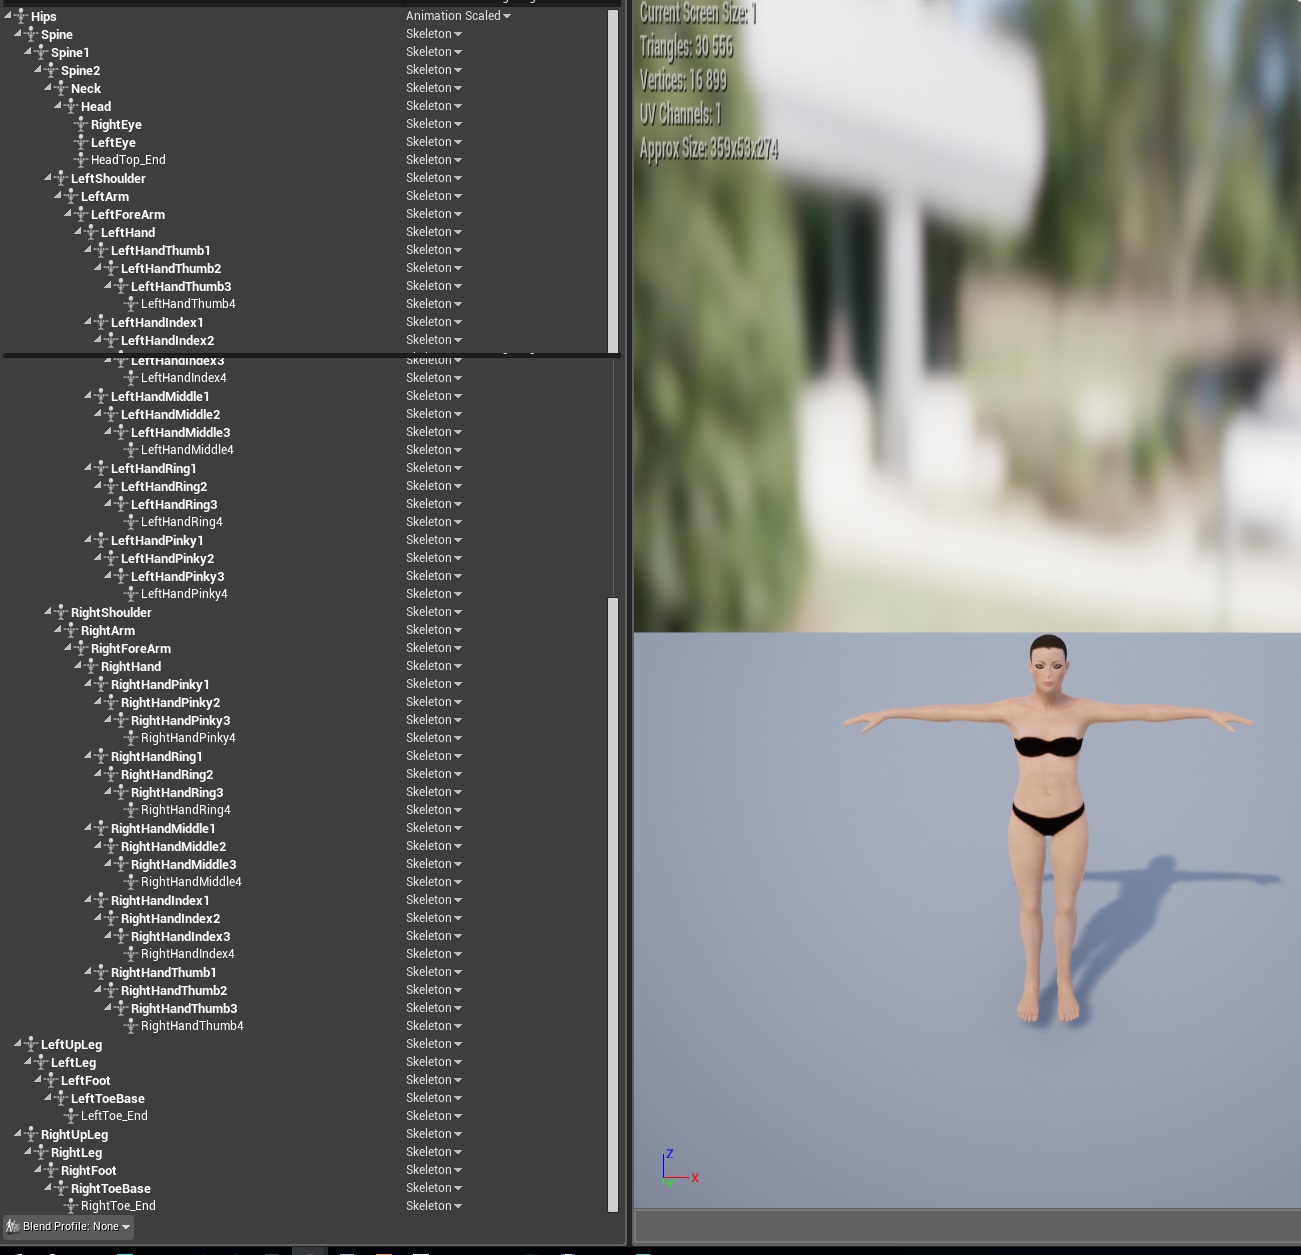 Hips Animation Scaled
Spine Skeleton
Spine1 Skeleton
Spine2 Skeleton
Neck Skeleton
Head Skeleton
RightEye Skeleton
LeftEye Skeleton
HeadTop_End Skeleton
LeftShoulder Skeleton
LeftArm Skeleton
LeftForeArm Skeleton
LeftHand Skeleton
LeftHandThumb1 Skeleton
LeftHandThumb2 Skeleton
LeftHandThumb3 Skeleton
LeftHandThumb4 Skeleton
LeftHandIndex1 Skeleton
LeftHandIndex2 Skeleton
LeftHandIndex3 Skeleton
LeftHandIndex4 Skeleton
LeftHandMiddle1 Skeleton
LeftHandMiddle2 Skeleton
LeftHandMiddle3 Skeleton
LeftHandMiddle4 Skeleton
LeftHandRing1 Skeleton
LeftHandRing2 Skeleton
LeftHandRing3 Skeleton
LeftHandRing4 Skeleton
LeftHandPinky1 Skeleton
LeftHandPinky2 Skeleton
LeftHandPinky3 Skeleton
LeftHandPinky4 Skeleton
RightShoulder Skeleton
RightArm Skeleton
RightForeArm Skeleton
RightHand Skeleton
RightHandPinky1 Skeleton
RightHandPinky2 Skeleton
RightHandPinky3 Skeleton
RightHandPinky4 Skeleton
RightHandRing1 Skeleton
RightHandRing2 Skeleton
RightHandRing3 Skeleton
RightHandRing4 Skeleton
RightHandMiddle1 Skeleton
RightHandMiddle2 Skeleton
RightHandMiddle3 Skeleton
RightHandMiddle4 Skeleton
RightHandIndex1 Skeleton
RightHandIndex2 Skeleton
RightHandIndex3 Skeleton
RightHandIndex4 Skeleton
RightHandThumb1 Skeleton
RightHandThumb2 Skeleton
RightHandThumb3 Skeleton
RightHandThumb4 Skeleton
LeftUpLeg Skeleton
LeftLeg Skeleton
LeftFoot Skeleton
LeftToeBase Skeleton
LeftToe_End Skeleton
RightUpLeg Skeleton
RightLeg Skeleton
RightFoot Skeleton
RightToeBase Skeleton
RightToe_End Skeleton
Blend Profile: None
Current Screen Size: 1
Triangles: 30 556
Vertices: 16 899
UV Channels: 1
Approx Size: 359x53x274
Z
X